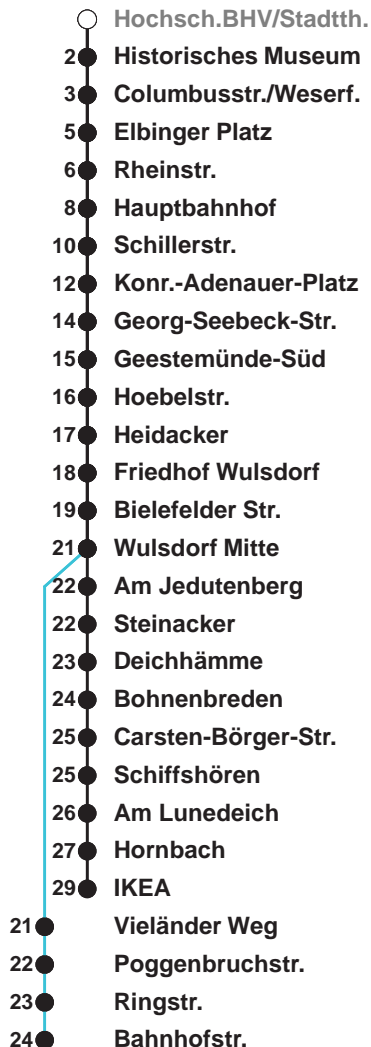 Hochsch.BHV/Stadtth.
2 Historisches Museum
3 Columbusstr./Weserf.
5 Elbinger Platz
6 Rheinstr.
8 Hauptbahnhof
10 Schillerstr.
12 Konr.-Adenauer-Platz
14 Georg-Seebeck-Str.
15 Geestemünde-Süd
16 Hoebelstr.
17 Heidacker
18 Friedhof Wulsdorf
19 Bielefelder Str.
21 Wulsdorf Mitte
22 Am Jedutenberg
22 Steinacker
23 Deichhämme
24 Bohnenbreden
25 Carsten-Börger-Str.
25 Schiffshören
26 Am Lunedeich
27 Hornbach
29 IKEA
21 Vieländer Weg
22 Poggenbruchstr.
23 Ringstr.
24 Bahnhofstr.